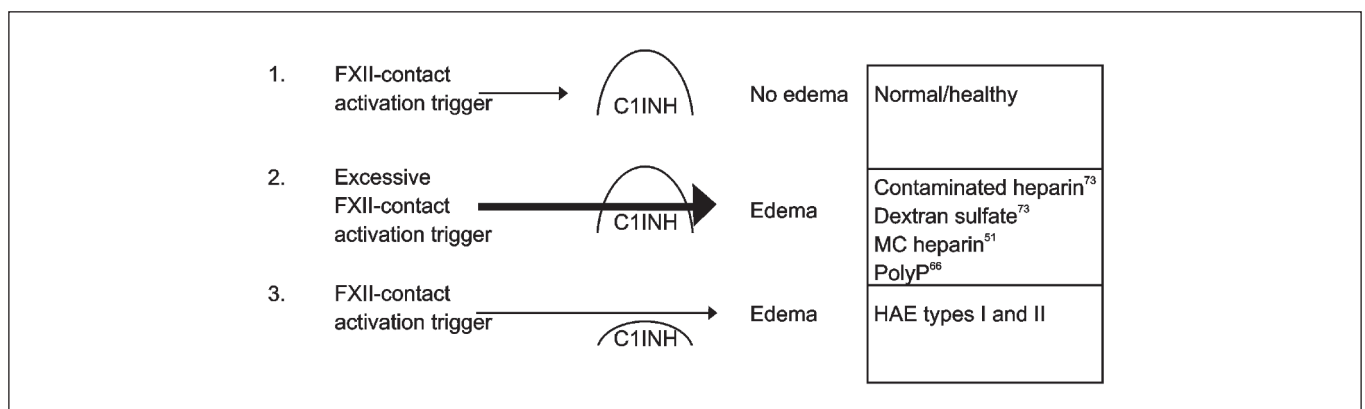 1. FXII-contact
activation trigger
C1INH
No edema
Normal/healthy
2. Excessive
FXII-contact
activation trigger
C1INH
Edema
Contaminated heparin⁷³
Dextran sulfate⁷³
MC heparin⁵¹
PolyP⁶⁶
3. FXII-contact
activation trigger
C1INH
Edema
HAE types I and II